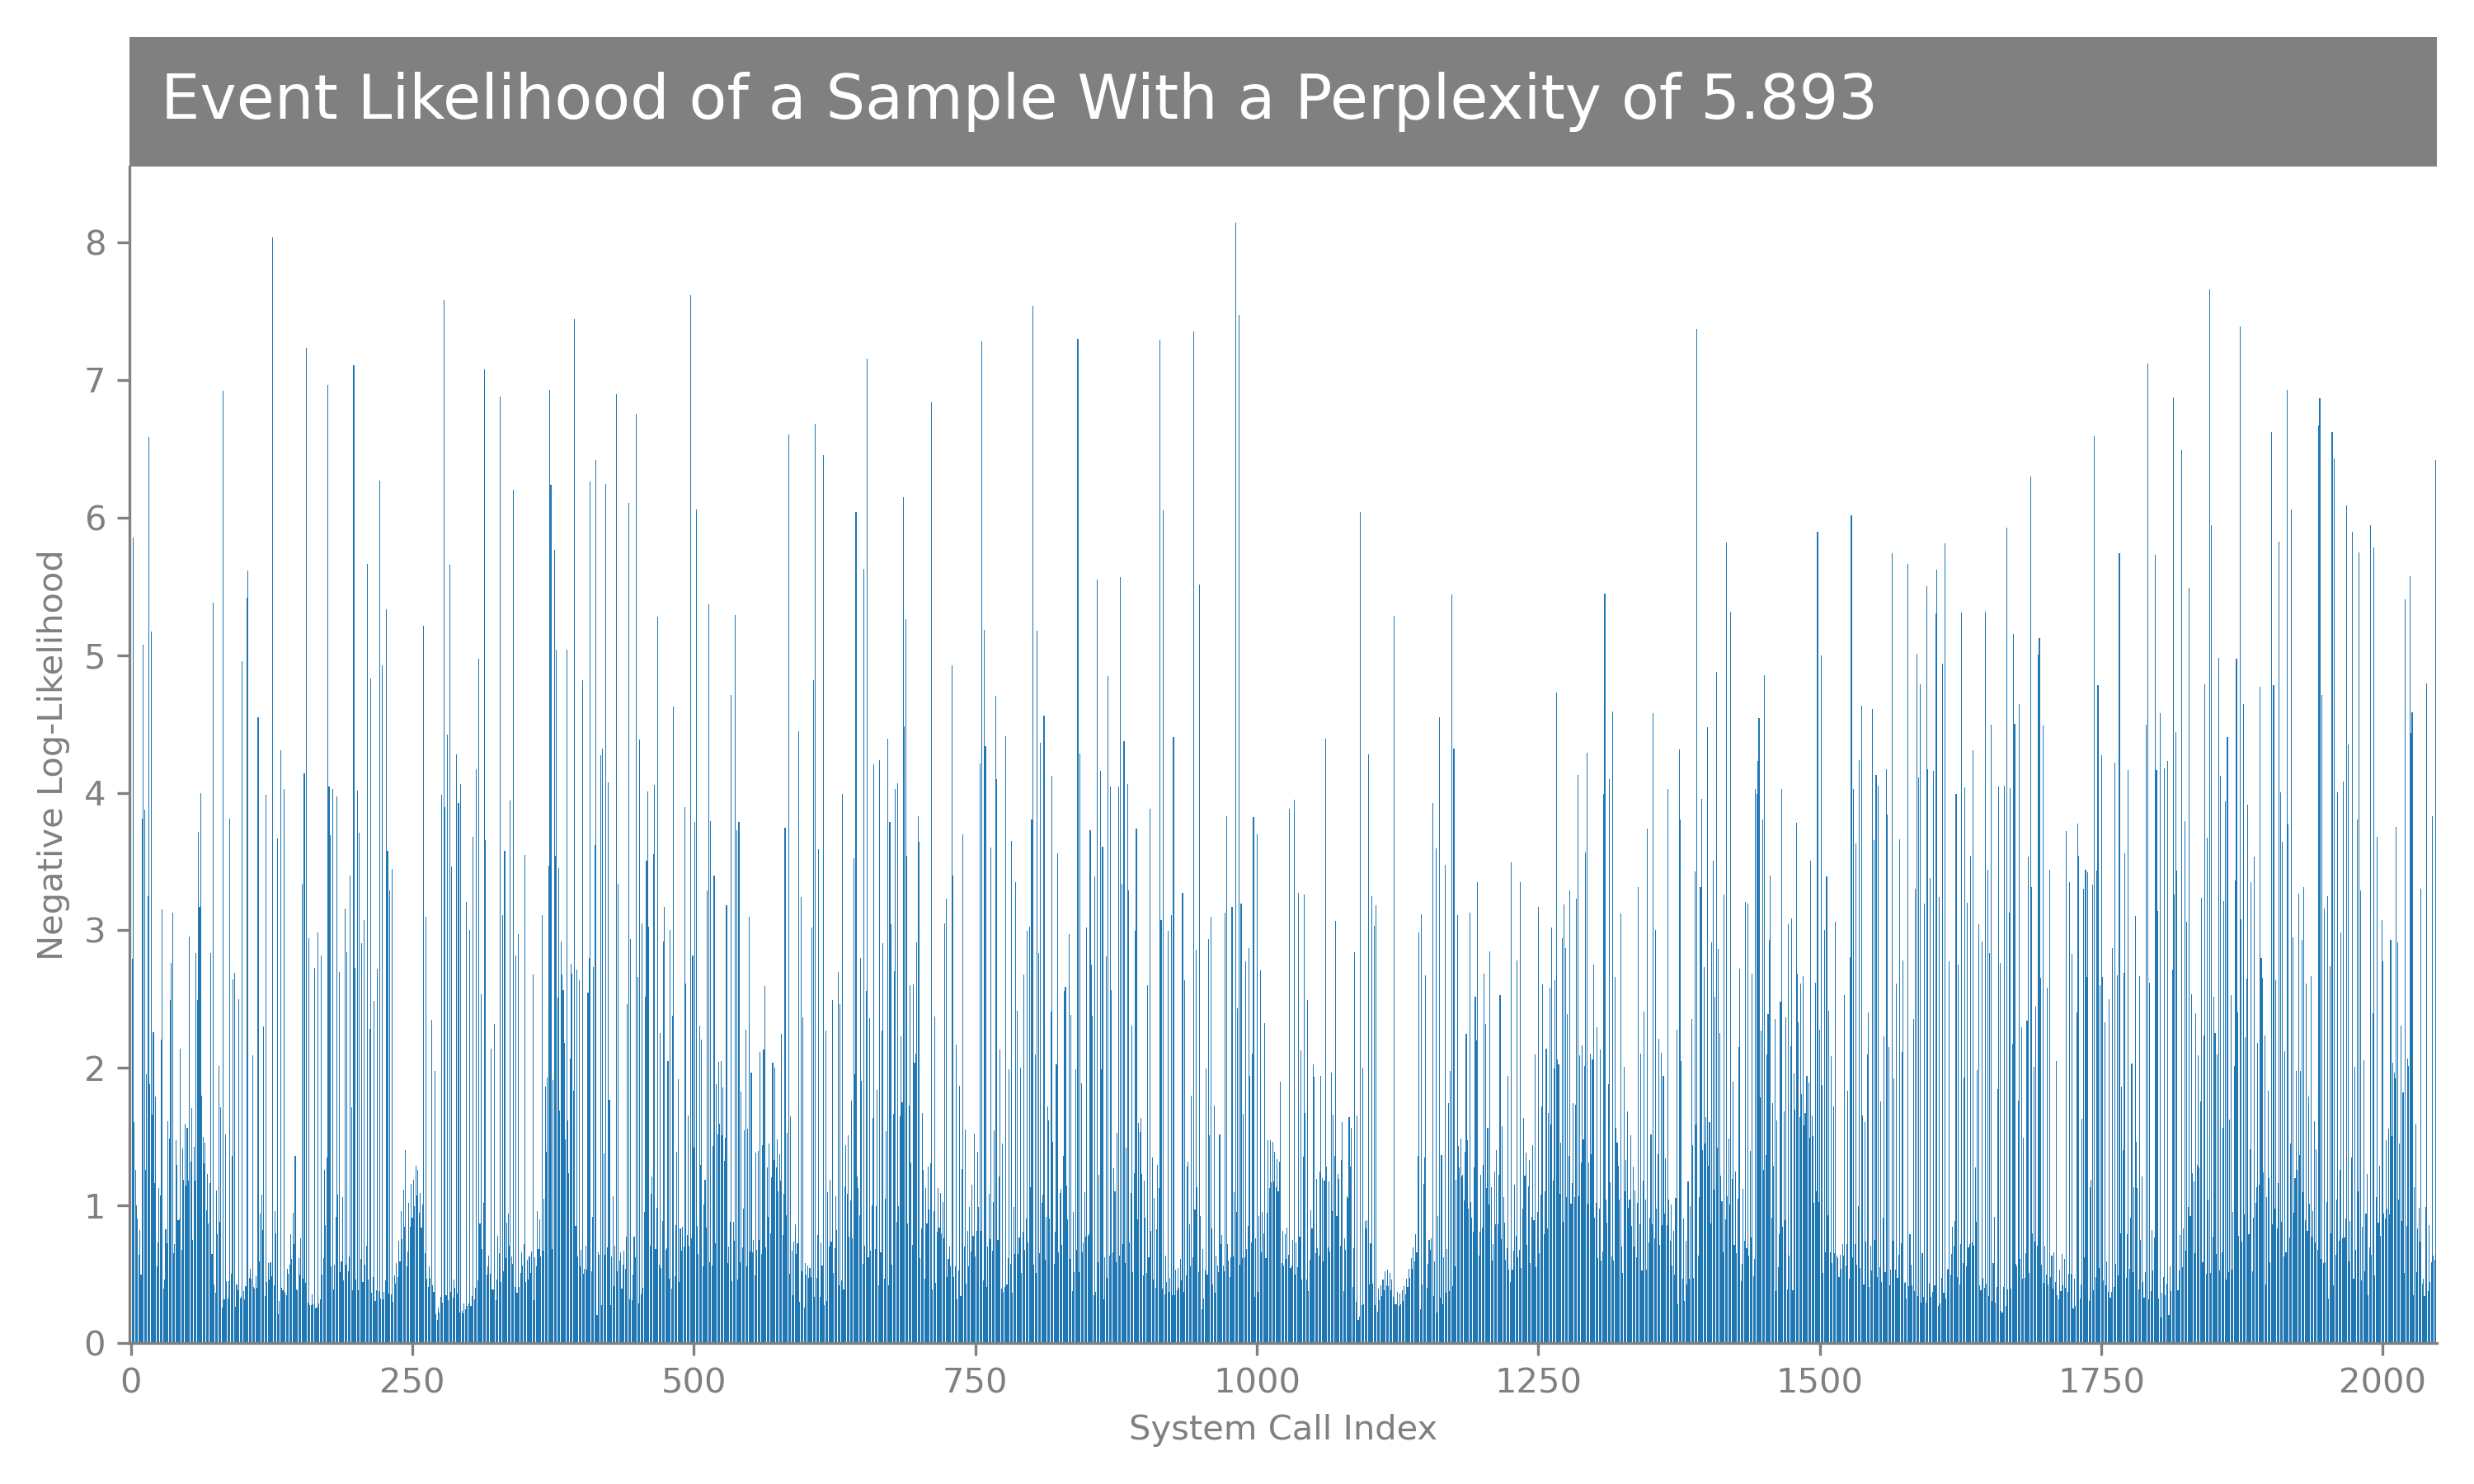 Event Likelihood of a Sample With a Perplexity of 5.893
8
7
6
5
4
3
2
1
0
Negative Log-Likelihood
0 250 500 750 1000 1250 1500 1750 2000
System Call Index